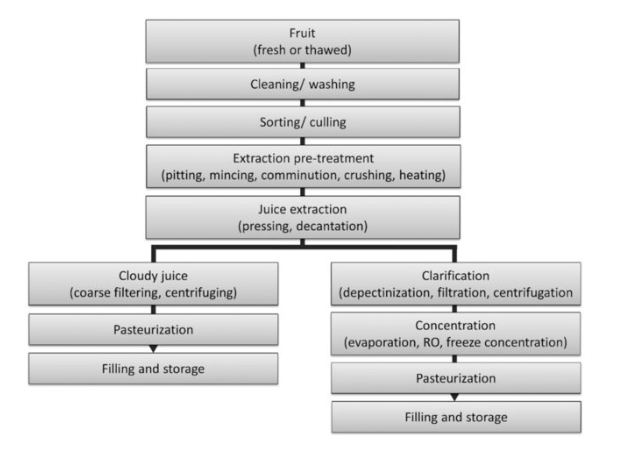 Fruit
(fresh or thawed)
Cleaning/ washing
Sorting/ culling
Extraction pre-treatment
(pitting, mincing, comminution, crushing, heating)
Juice extraction
(pressing, decantation)
Cloudy juice
(coarse filtering, centrifuging)
Pasteurization
Filling and storage
Clarification
(depectinization, filtration, centrifugation
Concentration
(evaporation, RO, freeze concentration)
Pasteurization
Filling and storage